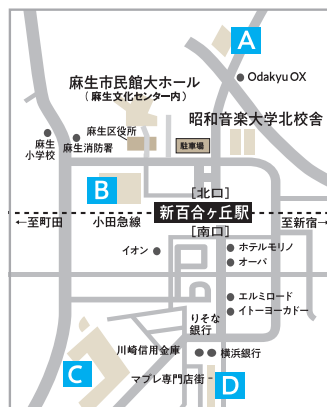 A
Odakyu OX
麻生市民館大ホール
（麻生文化センター内）
昭和音楽大学北校舎
麻生
小学校
麻生区役所
麻生消防署
駐車場
B
［北口］
新百合ヶ丘駅
←至町田
小田急線
至新宿→
［南口］
イオン
ホテルモリノ
オーパ
エルミロード
イトーヨーカドー
りそな
銀行
川崎信用金庫
横浜銀行
C
マプレ専門店街
D